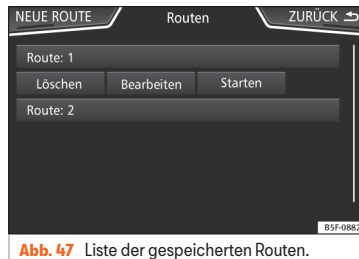 NEUE ROUTE Routen ZURÜCK
Route: 1
Löschen Bearbeiten Starten
Route: 2
B5F-0882
Abb. 47 Liste der gespeicherten Routen.